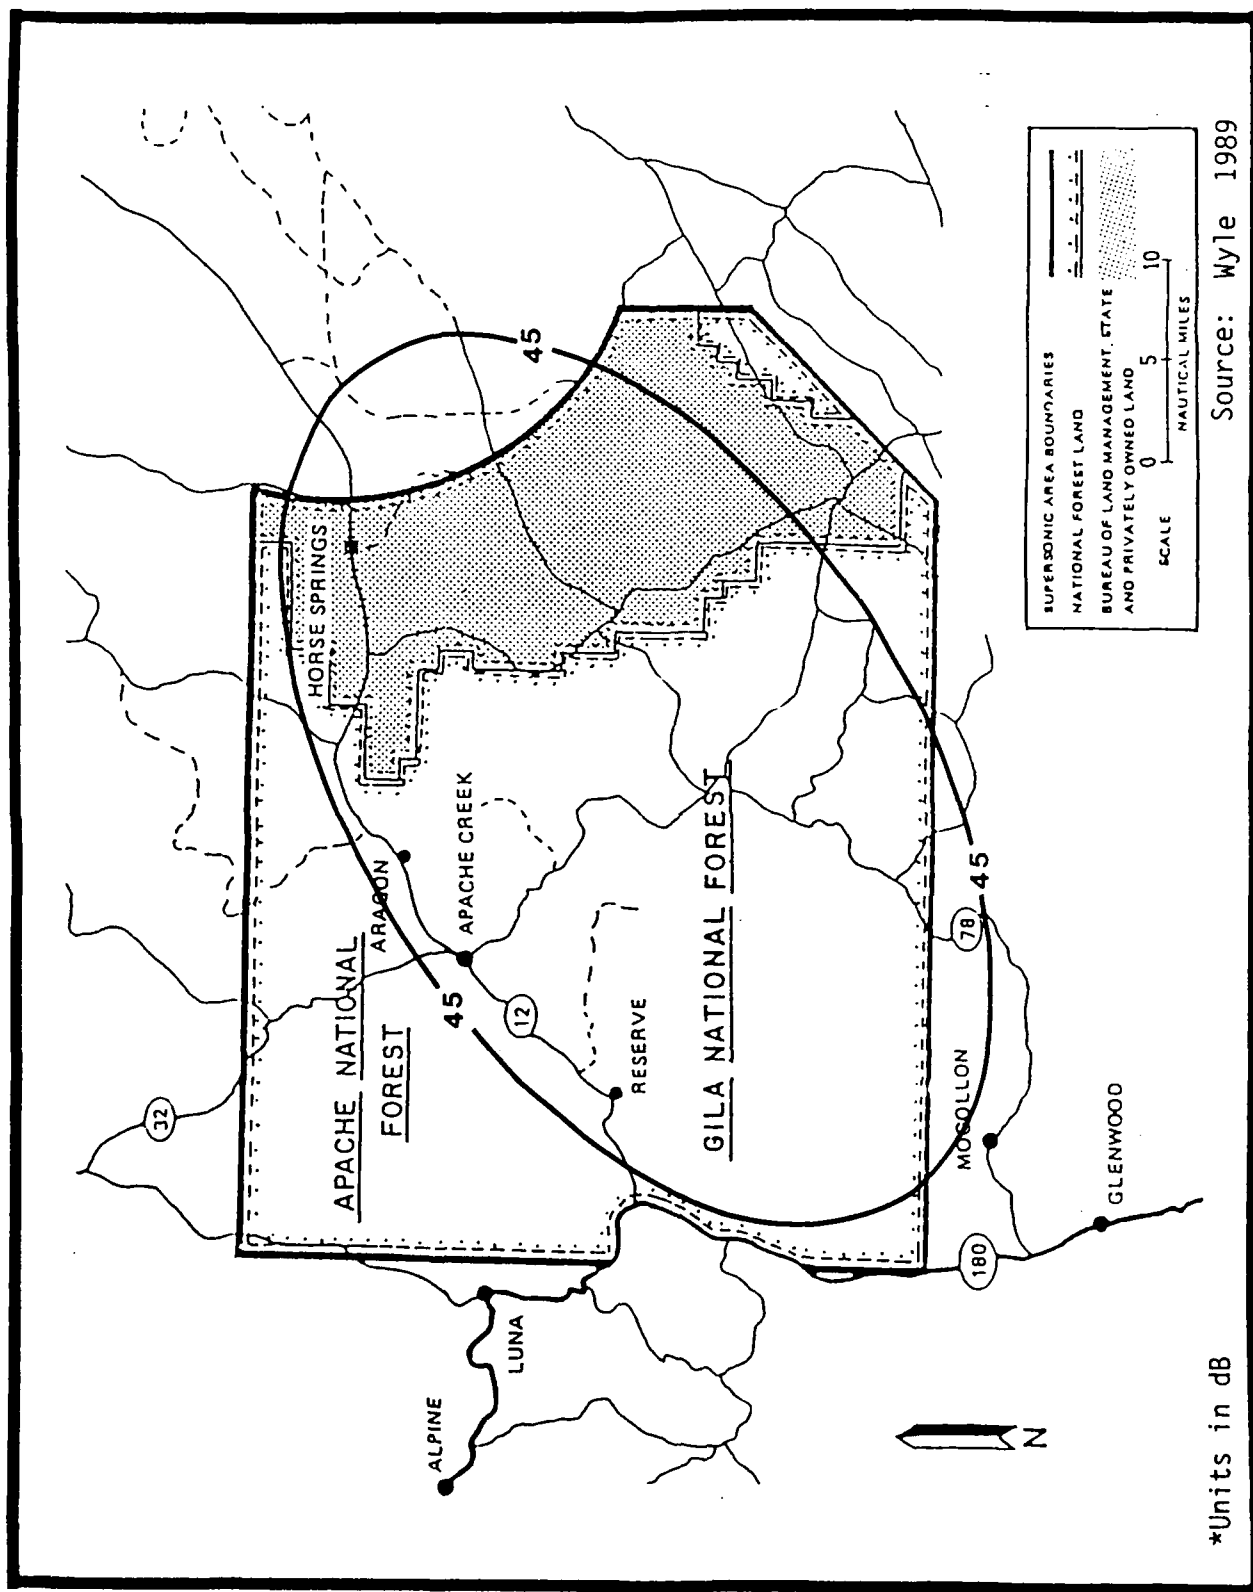 32
APACHE NATIONAL
FOREST
HORSE SPRINGS
ARAGON
APACHE CREEK
45
45
45
12
RESERVE
GILA NATIONAL FOREST
ALPINE
LUNA
MOGOLLON
78
180
GLENWOOD
N
SUPERSONIC AREA BOUNDARIES
NATIONAL FOREST LAND
BUREAU OF LAND MANAGEMENT, STATE
AND PRIVATELY OWNED LAND
SCALE
0 5 10
NAUTICAL MILES
*Units in dB
Source: Wyle 1989